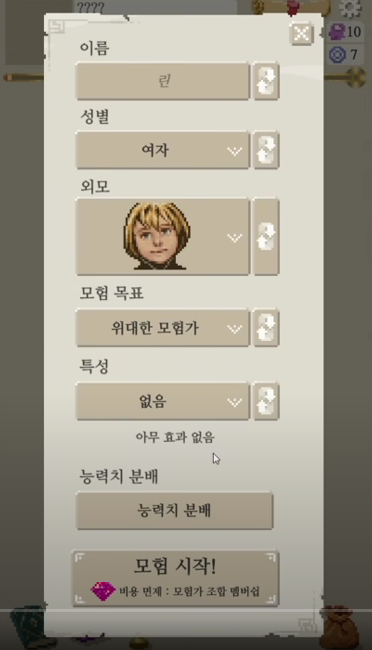 ????
10
7
이름
린
성별
여자
외모
모험 목표
위대한 모험가
특성
없음
아무 효과 없음
능력치 분배
능력치 분배
모험 시작!
비용 면제 : 모험가 조합 멤버쉽